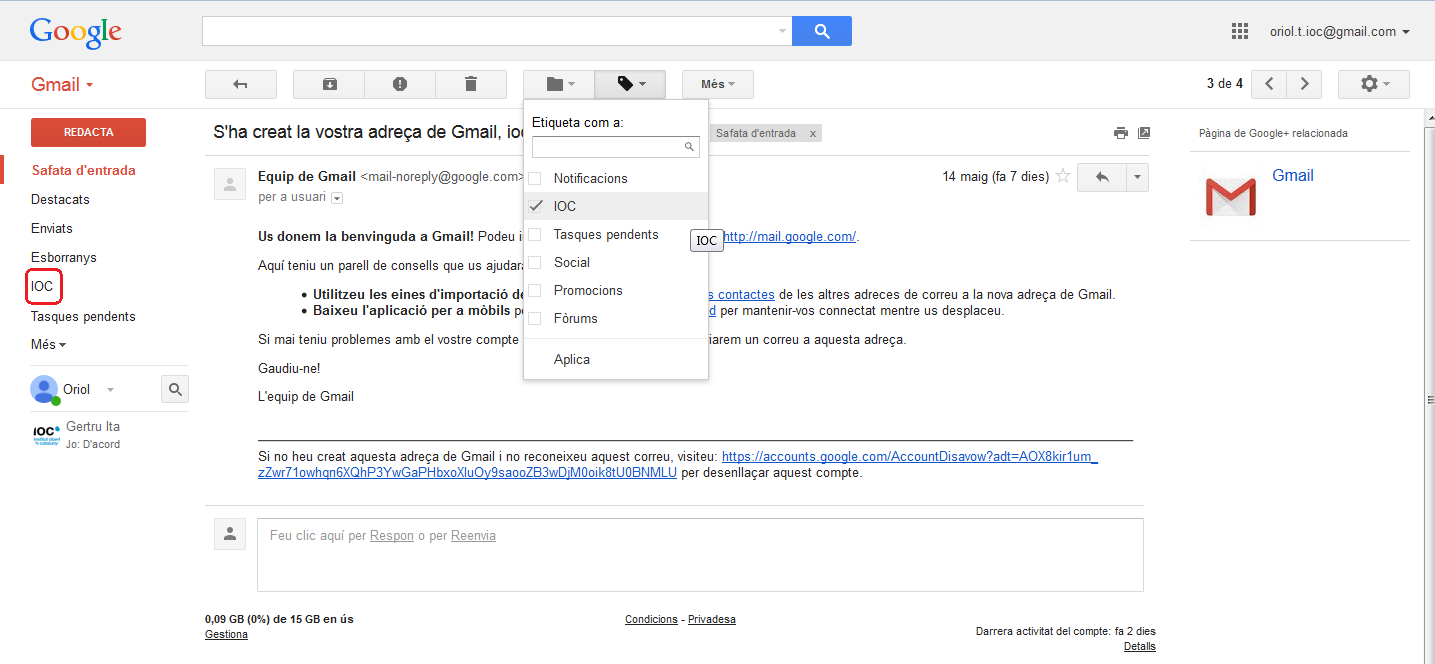 Google
oriol.t.ioc@gmail.com
Gmail
Més
3 de 4
REDACTA
Safata d'entrada
Destacats
Enviats
Esborranys
IOC
Tasques pendents
Més
Oriol
Gertru Ita
Jo: D'acord
ioc
institut obert
de catalunya
S'ha creat la vostra adreça de Gmail,
Safata d'entrada x
Equip de Gmail <mail-noreply@google.com>
14 maig (fa 7 dies)
per a usuari
Etiqueta com a:
Notificacions
IOC
Tasques pendents
Social
Promocions
Fòrums
Aplica
IOC
Us donem la benvinguda a Gmail! Podeu http://mail.google.com/.
Aquí teniu un parell de consells que us
• Utilitzeu les eines d'importació contactes de les altres adreces de correu a la nova adreça de Gmail.
• Baixeu l'aplicació per a mòbils per mantenir-vos connectat mentre us desplaceu.
Si mai teniu problemes amb el vostre compte un correu a aquesta adreça.
Gaudiu-ne!
L'equip de Gmail
Si no heu creat aquesta adreça de Gmail i no reconeixeu aquest correu, visiteu: https://accounts.google.com/AccountDisavow?adt=AOX8kir1um_
zZwr71owhqn6XQhP3YwGaPHbxoXluOy9saooZB3wDjM0oik8tU0BNMLU per desenllaçar aquest compte.
Feu clic aquí per Respon o per Reenvia
0,09 GB (0%) de 15 GB en ús
Gestiona
Condicions - Privadesa
Darrera activitat del compte: fa 2 dies
Detalls
Pàgina de Google+ relacionada
Gmail